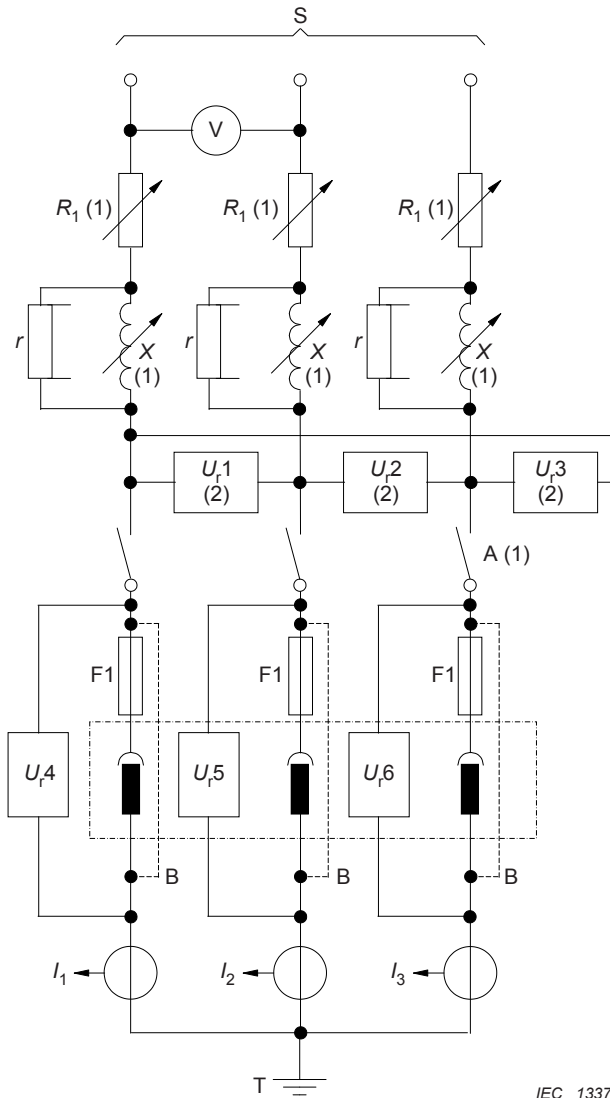 S
V
R1 (1) R1 (1) R1 (1)
r X (1) r X (1) r X (1)
Ur1 (2) Ur2 (2) Ur3 (2)
A (1)
F1 F1 F1
Ur4 Ur5 Ur6
B B B
I1 I2 I3
T
IEC 1337